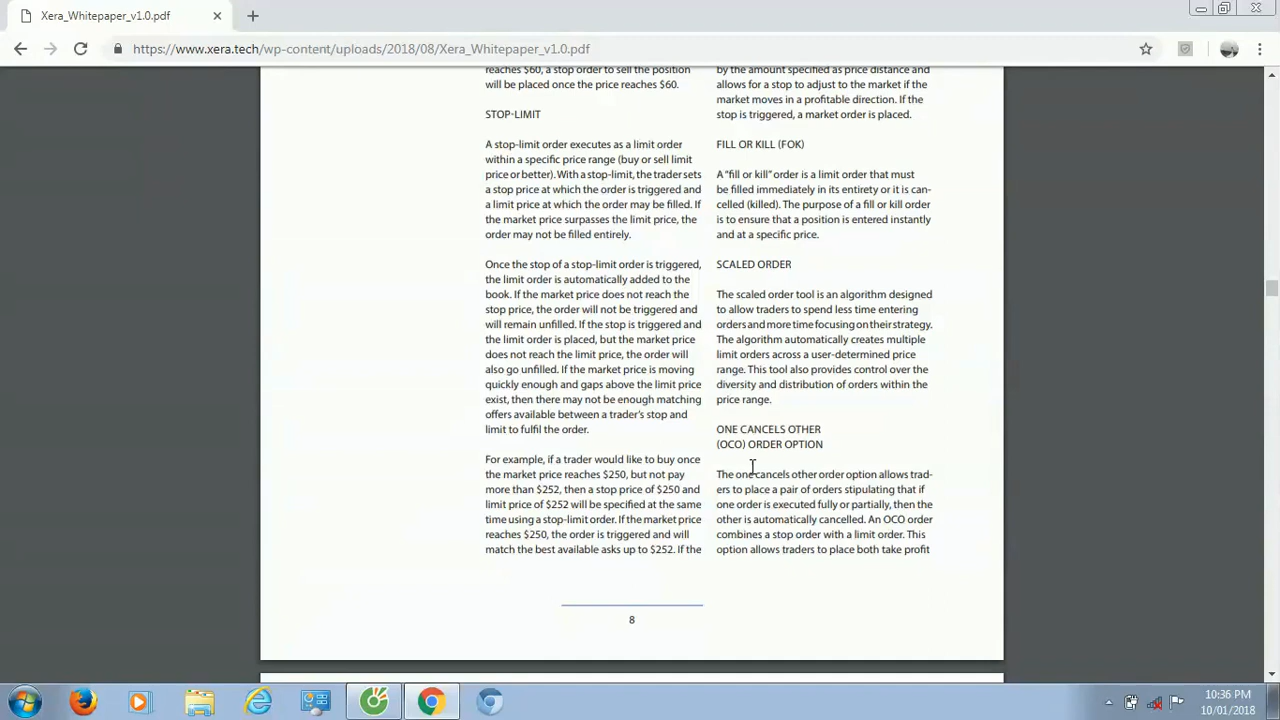 Xera_Whitepaper_v1.0.pdf
https://www.xera.tech/wp-content/uploads/2018/08/Xera_Whitepaper_v1.0.pdf
reaches $60, a stop order to sell the position
will be placed once the price reaches $60.
STOP-LIMIT
A stop-limit order executes as a limit order
within a specific price range (buy or sell limit
price or better). With a stop-limit, the trader sets
a stop price at which the order is triggered and
a limit price at which the order may be filled. If
the market price surpasses the limit price, the
order may not be filled entirely.
Once the stop of a stop-limit order is triggered,
the limit order is automatically added to the
book. If the market price does not reach the
stop price, the order will not be triggered and
will remain unfilled. If the stop is triggered and
the limit order is placed, but the market price
does not reach the limit price, the order will
also go unfilled. If the market price is moving
quickly enough and gaps above the limit price
exist, then there may not be enough matching
offers available between a trader's stop and
limit to fulfil the order.
For example, if a trader would like to buy once
the market price reaches $250, but not pay
more than $252, then a stop price of $250 and
limit price of $252 will be specified at the same
time using a stop-limit order. If the market price
reaches $250, the order is triggered and will
match the best available asks up to $252. If the
by the amount specified as price distance and
allows for a stop to adjust to the market if the
market moves in a profitable direction. If the
stop is triggered, a market order is placed.
FILL OR KILL (FOK)
A "fill or kill" order is a limit order that must
be filled immediately in its entirety or it is can-
celled (killed). The purpose of a fill or kill order
is to ensure that a position is entered instantly
and at a specific price.
SCALED ORDER
The scaled order tool is an algorithm designed
to allow traders to spend less time entering
orders and more time focusing on their strategy.
The algorithm automatically creates multiple
limit orders across a user-determined price
range. This tool also provides control over the
diversity and distribution of orders within the
price range.
ONE CANCELS OTHER
(OCO) ORDER OPTION
The one cancels other order option allows trad-
ers to place a pair of orders stipulating that if
one order is executed fully or partially, then the
other is automatically cancelled. An OCO order
combines a stop order with a limit order. This
option allows traders to place both take profit
8
10:36 PM
10/01/2018